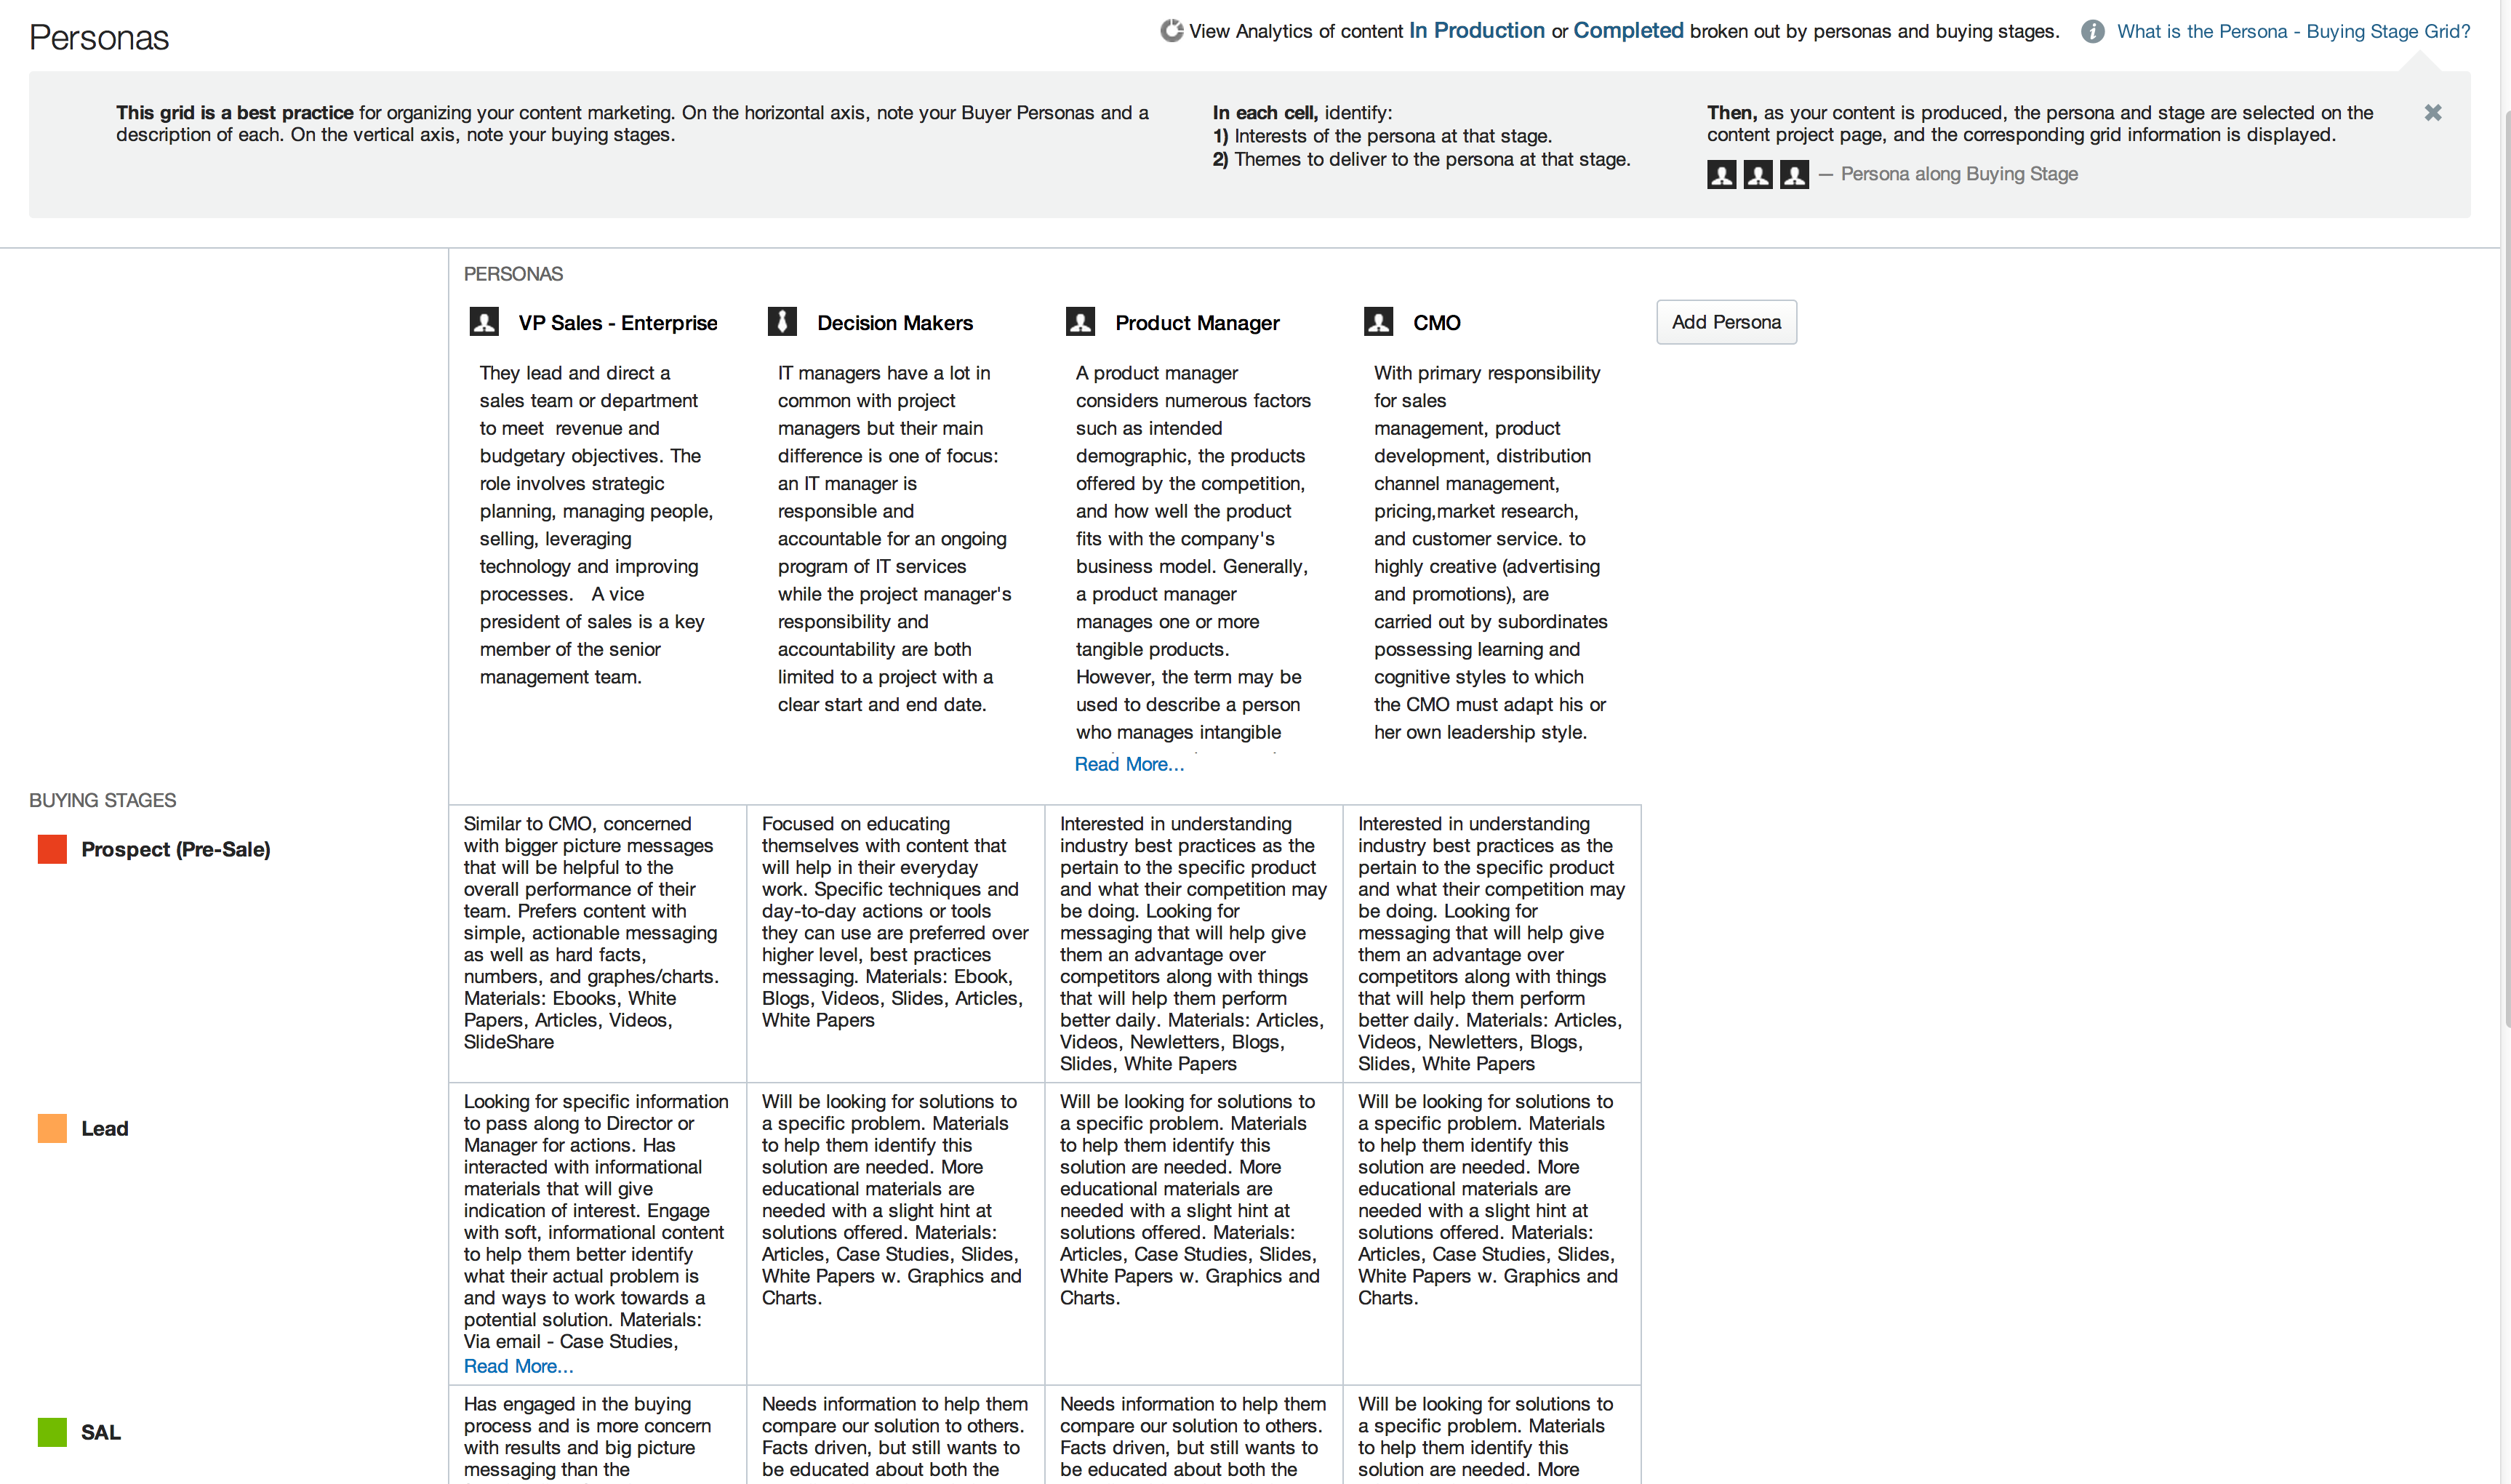 Personas
View Analytics of content In Production or Completed broken out by personas and buying stages.
What is the Persona - Buying Stage Grid?
This grid is a best practice for organizing your content marketing. On the horizontal axis, note your Buyer Personas and a
description of each. On the vertical axis, note your buying stages.
In each cell, identify:
1) Interests of the persona at that stage.
2) Themes to deliver to the persona at that stage.
Then, as your content is produced, the persona and stage are selected on the
content project page, and the corresponding grid information is displayed.
— Persona along Buying Stage
PERSONAS
VP Sales - Enterprise
They lead and direct a
sales team or department
to meet  revenue and
budgetary objectives. The
role involves strategic
planning, managing people,
selling, leveraging
technology and improving
processes.   A vice
president of sales is a key
member of the senior
management team.
Decision Makers
IT managers have a lot in
common with project
managers but their main
difference is one of focus:
an IT manager is
responsible and
accountable for an ongoing
program of IT services
while the project manager's
responsibility and
accountability are both
limited to a project with a
clear start and end date.
Product Manager
A product manager
considers numerous factors
such as intended
demographic, the products
offered by the competition,
and how well the product
fits with the company's
business model. Generally,
a product manager
manages one or more
tangible products.
However, the term may be
used to describe a person
who manages intangible
Read More...
CMO
With primary responsibility
for sales
management, product
development, distribution
channel management,
pricing,market research,
and customer service. to
highly creative (advertising
and promotions), are
carried out by subordinates
possessing learning and
cognitive styles to which
the CMO must adapt his or
her own leadership style.
Add Persona
BUYING STAGES
Prospect (Pre-Sale)
Similar to CMO, concerned
with bigger picture messages
that will be helpful to the
overall performance of their
team. Prefers content with
simple, actionable messaging
as well as hard facts,
numbers, and graphes/charts.
Materials: Ebooks, White
Papers, Articles, Videos,
SlideShare
Focused on educating
themselves with content that
will help in their everyday
work. Specific techniques and
day-to-day actions or tools
they can use are preferred over
higher level, best practices
messaging. Materials: Ebook,
Blogs, Videos, Slides, Articles,
White Papers
Interested in understanding
industry best practices as the
pertain to the specific product
and what their competition may
be doing. Looking for
messaging that will help give
them an advantage over
competitors along with things
that will help them perform
better daily. Materials: Articles,
Videos, Newletters, Blogs,
Slides, White Papers
Interested in understanding
industry best practices as the
pertain to the specific product
and what their competition may
be doing. Looking for
messaging that will help give
them an advantage over
competitors along with things
that will help them perform
better daily. Materials: Articles,
Videos, Newletters, Blogs,
Slides, White Papers
Lead
Looking for specific information
to pass along to Director or
Manager for actions. Has
interacted with informational
materials that will give
indication of interest. Engage
with soft, informational content
to help them better identify
what their actual problem is
and ways to work towards a
potential solution. Materials:
Via email - Case Studies,
Read More...
Will be looking for solutions to
a specific problem. Materials
to help them identify this
solution are needed. More
educational materials are
needed with a slight hint at
solutions offered. Materials:
Articles, Case Studies, Slides,
White Papers w. Graphics and
Charts.
Will be looking for solutions to
a specific problem. Materials
to help them identify this
solution are needed. More
educational materials are
needed with a slight hint at
solutions offered. Materials:
Articles, Case Studies, Slides,
White Papers w. Graphics and
Charts.
Will be looking for solutions to
a specific problem. Materials
to help them identify this
solution are needed. More
educational materials are
needed with a slight hint at
solutions offered. Materials:
Articles, Case Studies, Slides,
White Papers w. Graphics and
Charts.
SAL
Has engaged in the buying
process and is more concern
with results and big picture
messaging than the
Needs information to help them
compare our solution to others.
Facts driven, but still wants to
be educated about both the
Needs information to help them
compare our solution to others.
Facts driven, but still wants to
be educated about both the
Will be looking for solutions to
a specific problem. Materials
to help them identify this
solution are needed. More